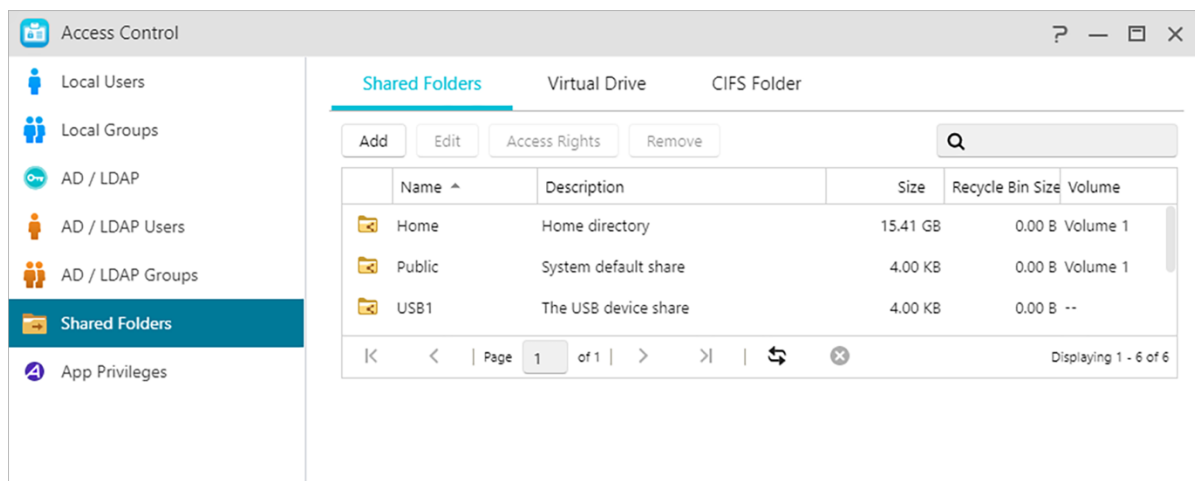 Access Control
Local Users
Local Groups
AD / LDAP
AD / LDAP Users
AD / LDAP Groups
Shared Folders
App Privileges
Shared Folders Virtual Drive CIFS Folder
Add Edit Access Rights Remove
Name Description Size Recycle Bin Size Volume
Home Home directory 15.41 GB 0.00 B Volume 1
Public System default share 4.00 KB 0.00 B Volume 1
USB1 The USB device share 4.00 KB 0.00 B --
Page 1 of 1 Displaying 1 - 6 of 6